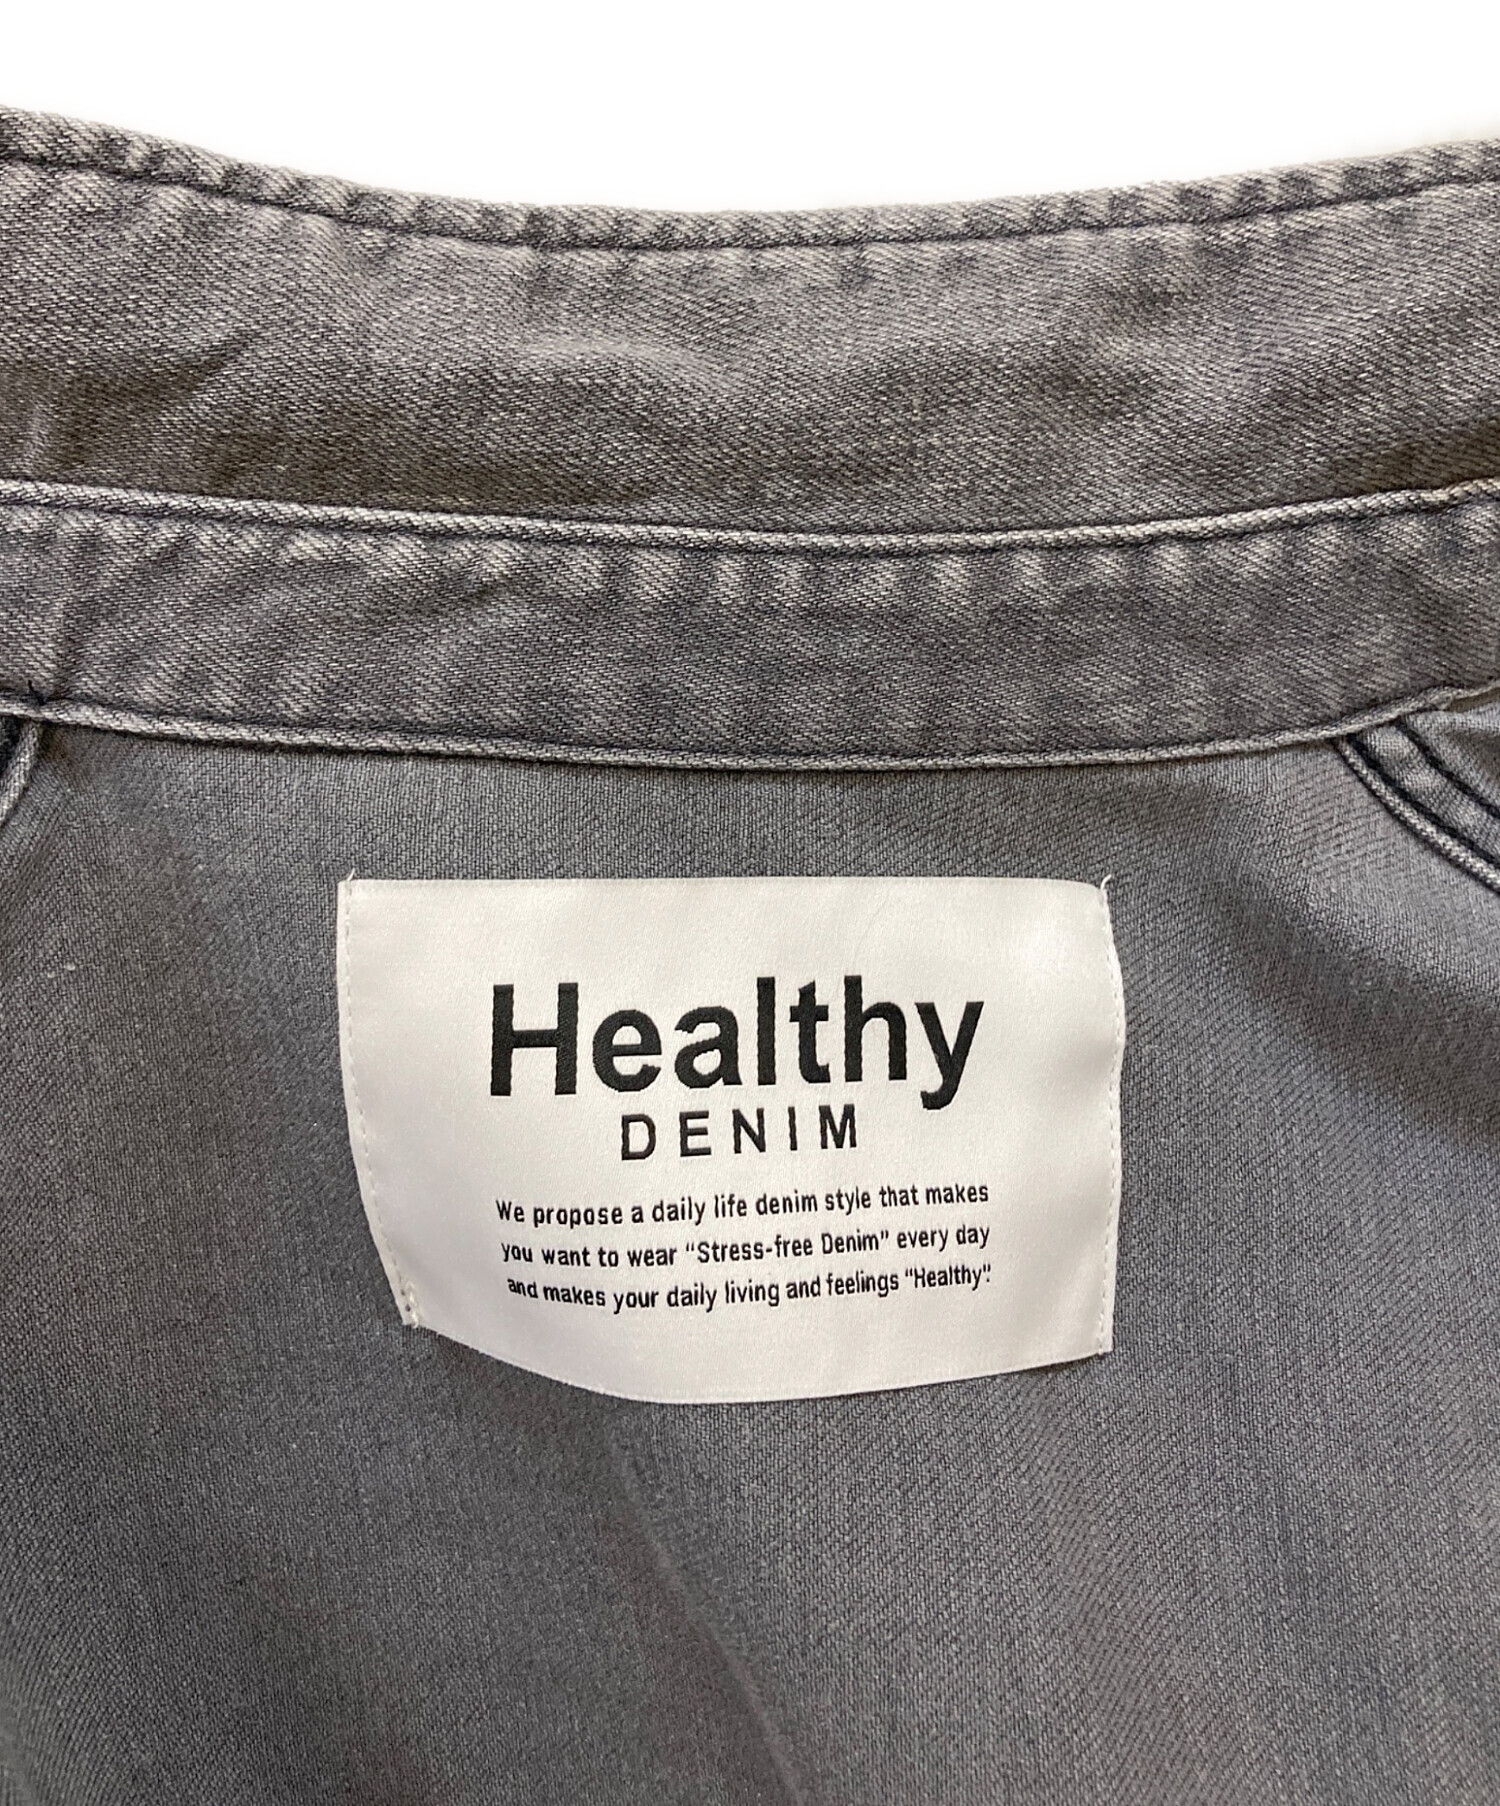 Healthy
DENIM
We propose a daily life denim style that makes
you want to wear “Stress-free Denim” every day
and makes your daily living and feelings “Healthy”.